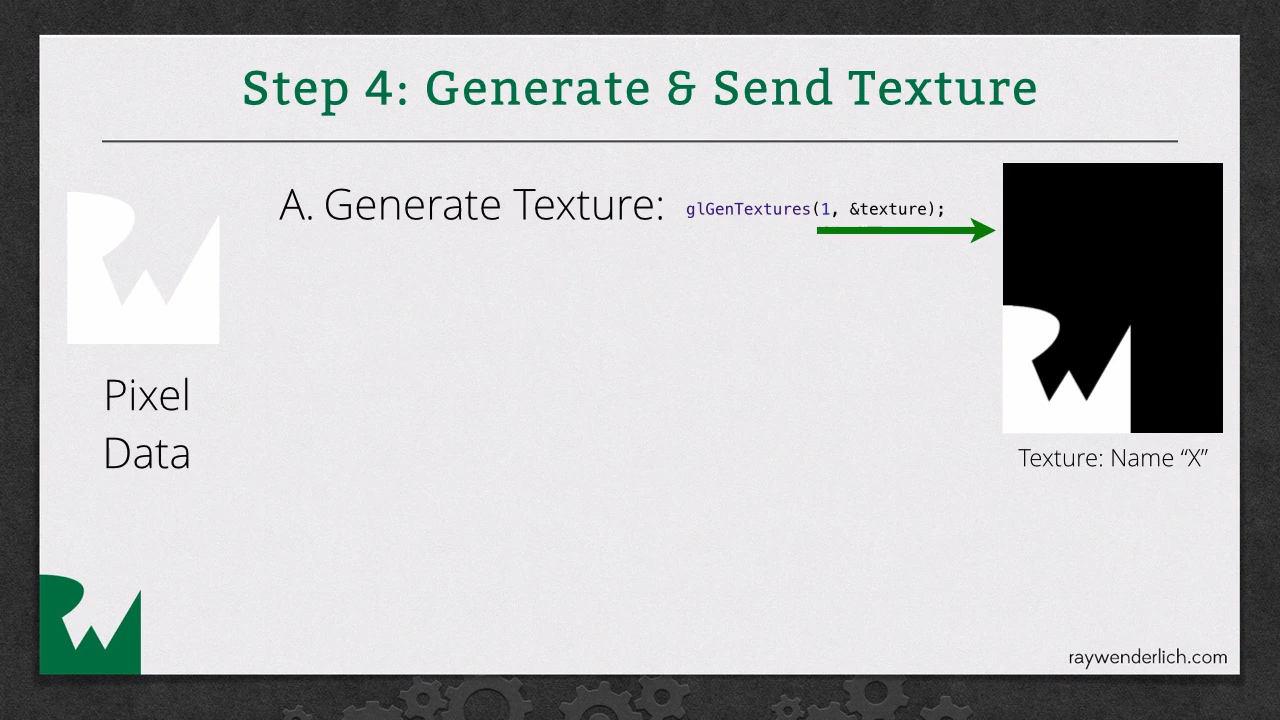 Step 4: Generate & Send Texture
A. Generate Texture: glGenTextures(1, &texture);
Pixel
Data
Texture: Name “X”
raywenderlich.com